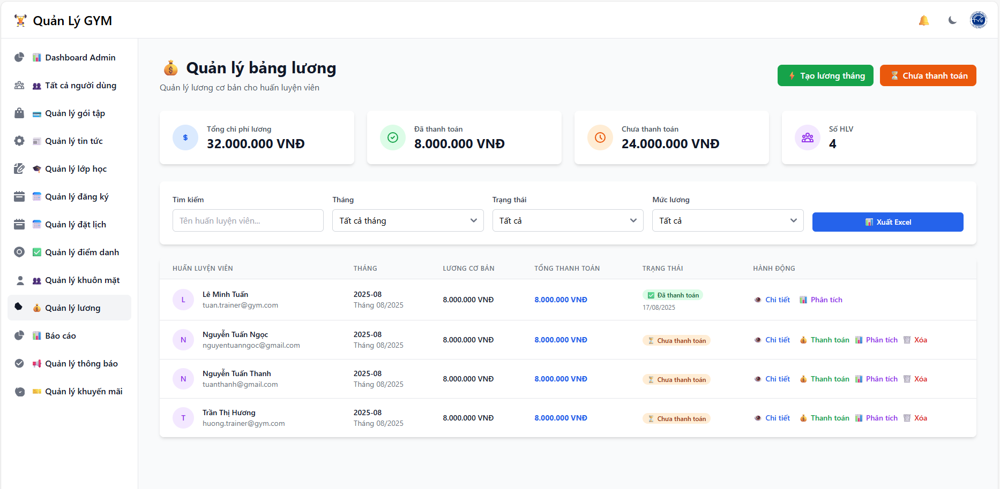 Quản Lý GYM
TVU
Dashboard Admin
Tất cả người dùng
Quản lý gói tập
Quản lý tin tức
Quản lý lớp học
Quản lý đăng ký
Quản lý đặt lịch
Quản lý điểm danh
Quản lý khuôn mặt
Quản lý lương
Báo cáo
Quản lý thông báo
Quản lý khuyến mãi
Quản lý bảng lương
Quản lý lương cơ bản cho huấn luyện viên
Tạo lương tháng
Chưa thanh toán
Tổng chi phí lương
32.000.000 VNĐ
Đã thanh toán
8.000.000 VNĐ
Chưa thanh toán
24.000.000 VNĐ
Số HLV
4
Tìm kiếm
Tên huấn luyện viên...
Tháng
Tất cả tháng
Trạng thái
Tất cả
Mức lương
Tất cả
Xuất Excel
HUẤN LUYỆN VIÊN THÁNG LƯƠNG CƠ BẢN TỔNG THANH TOÁN TRẠNG THÁI HÀNH ĐỘNG
L
Lê Minh Tuấn
tuan.trainer@gym.com
2025-08
Tháng 08/2025
8.000.000 VNĐ
8.000.000 VNĐ
Đã thanh toán
17/08/2025
Chi tiết Phân tích
N
Nguyễn Tuấn Ngọc
nguyentuanngoc@gmail.com
2025-08
Tháng 08/2025
8.000.000 VNĐ
8.000.000 VNĐ
Chưa thanh toán
Chi tiết Thanh toán Phân tích Xóa
N
Nguyễn Tuấn Thanh
tuanthanh@gmail.com
2025-08
Tháng 08/2025
8.000.000 VNĐ
8.000.000 VNĐ
Chưa thanh toán
Chi tiết Thanh toán Phân tích Xóa
T
Trần Thị Hương
huong.trainer@gym.com
2025-08
Tháng 08/2025
8.000.000 VNĐ
8.000.000 VNĐ
Chưa thanh toán
Chi tiết Thanh toán Phân tích Xóa